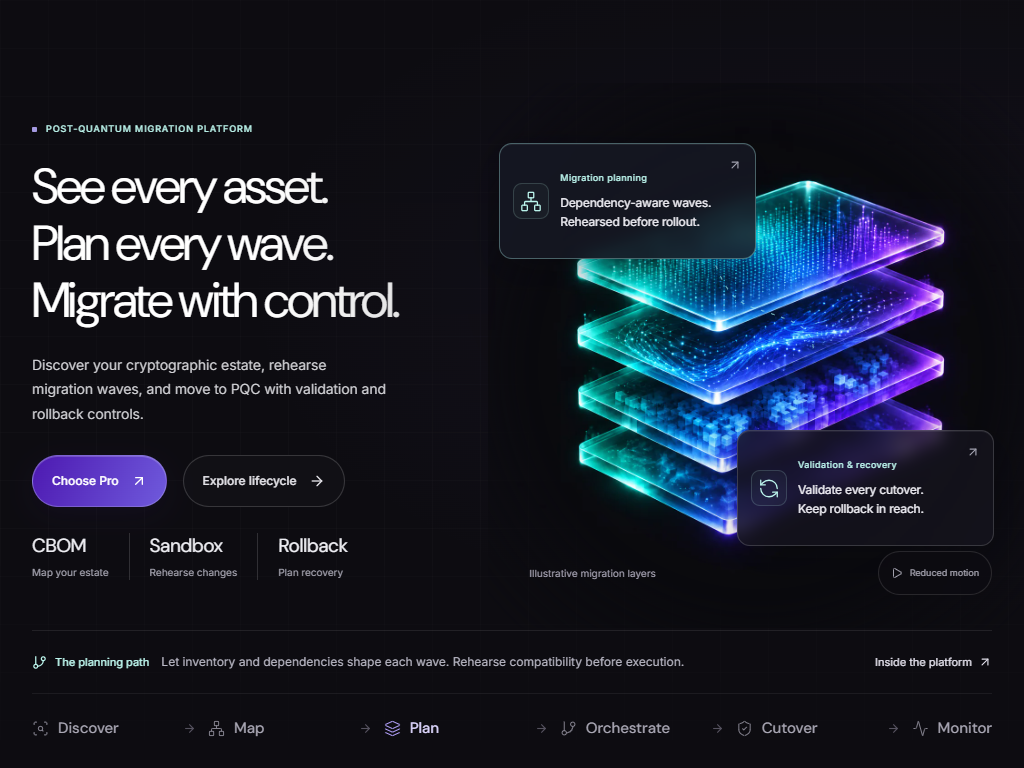 POST-QUANTUM MIGRATION PLATFORM
See every asset.
Plan every wave.
Migrate with control.
Discover your cryptographic estate, rehearse
migration waves, and move to PQC with validation and
rollback controls.
Choose Pro
Explore lifecycle
CBOM
Map your estate
Sandbox
Rehearse changes
Rollback
Plan recovery
Migration planning
Dependency-aware waves.
Rehearsed before rollout.
Validation & recovery
Validate every cutover.
Keep rollback in reach.
Illustrative migration layers
Reduced motion
The planning path
Let inventory and dependencies shape each wave. Rehearse compatibility before execution.
Inside the platform
Discover
Map
Plan
Orchestrate
Cutover
Monitor